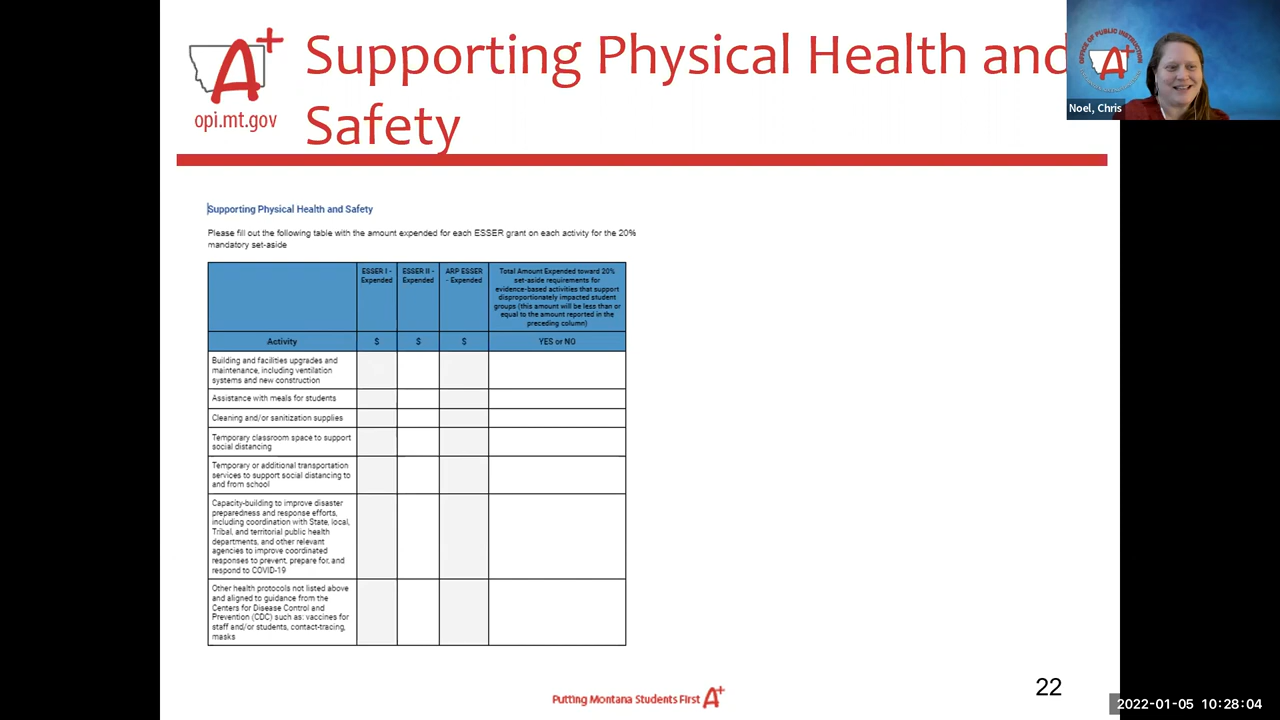 Supporting Physical Health and
Safety
A+
opi.mt.gov
OFFICE OF PUBLIC INSTRUCTION
A+
Noel, Chris
Supporting Physical Health and Safety
Please fill out the following table with the amount expended for each ESSER grant on each activity for the 20%
mandatory set-aside
ESSER I -
Expended
ESSER II -
Expended
ARP ESSER
- Expended
Total Amount Expended toward 20%
set-aside requirements for
evidence-based activities that support
disproportionately impacted student
groups (this amount will be less than or
equal to the amount reported in the
preceding column)
Activity
$
$
$
YES or NO
Building and facilities upgrades and
maintenance, including ventilation
systems and new construction
Assistance with meals for students
Cleaning and/or sanitization supplies
Temporary classroom space to support
social distancing
Temporary or additional transportation
services to support social distancing to
and from school
Capacity-building to improve disaster
preparedness and response efforts,
including coordination with State, local,
Tribal, and territorial public health
departments, and other relevant
agencies to improve coordinated
responses to prevent, prepare for, and
respond to COVID-19
Other health protocols not listed above
and aligned to guidance from the
Centers for Disease Control and
Prevention (CDC) such as: vaccines for
staff and/or students, contact-tracing,
masks
Putting Montana Students First A+
22
2022-01-05 10:28:04